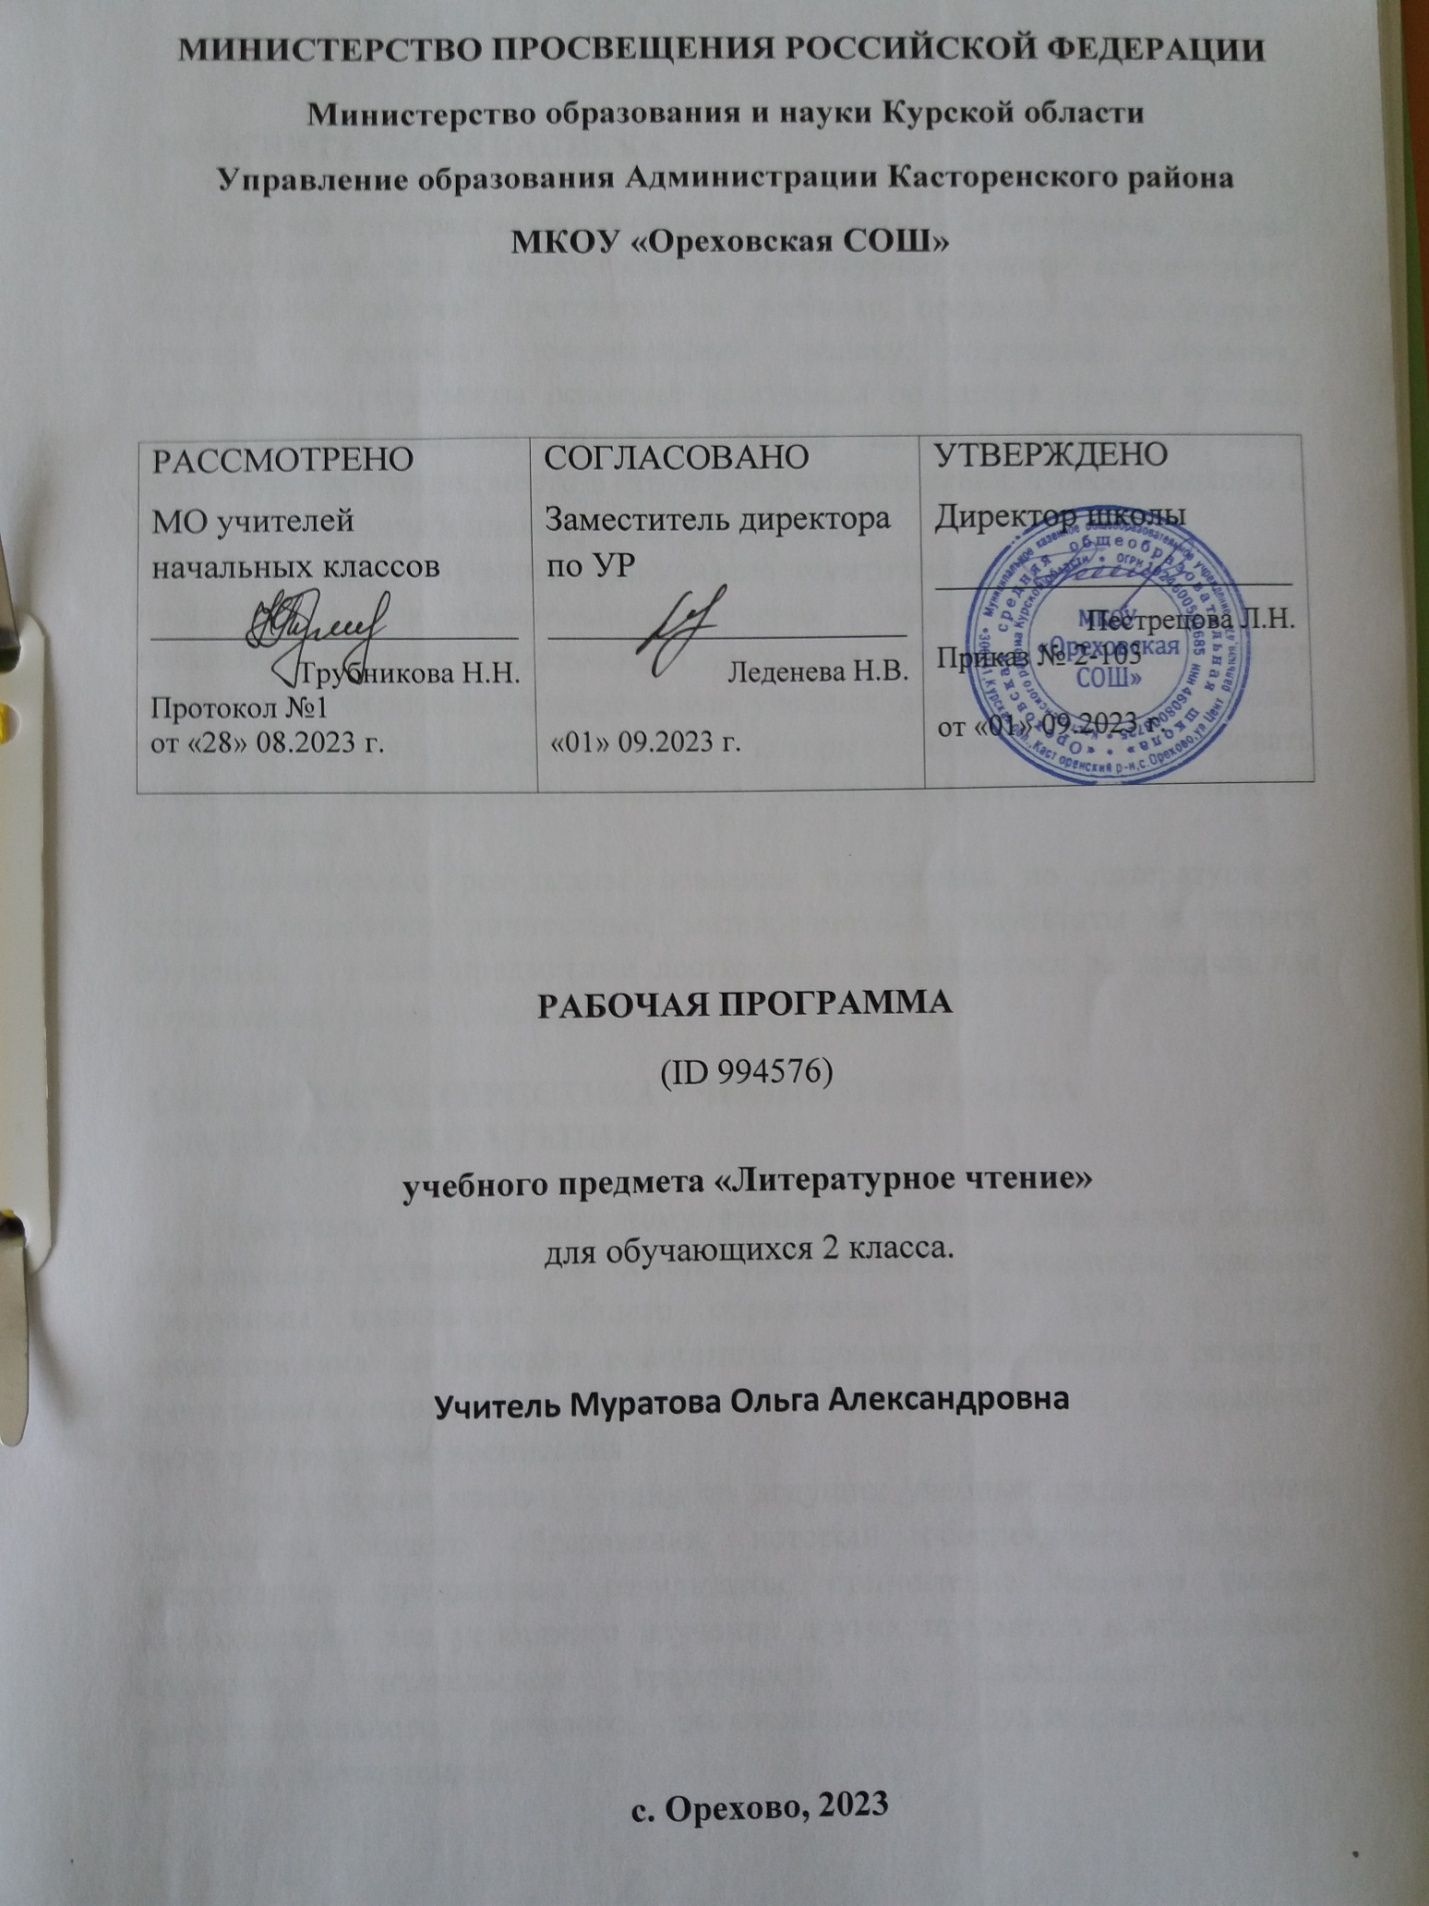 МИНИСТЕРСТВО ПРОСВЕЩЕНИЯ РОССИЙСКОЙ ФЕДЕРАЦИИ
Министерство образования и науки Курской области
Управление образования Администрации Касторенского района
МКОУ «Ореховская СОШ»
РАССМОТРЕНО
МО учителей
начальных классов
Трубникова Н.Н.
Протокол №1
от «28» 08.2023 г.
СОГЛАСОВАНО
Заместитель директора
по УР
Леденева Н.В.
«01» 09.2023 г.
УТВЕРЖДЕНО
Директор школы
Пестрецова Л.Н.
Приказ № 2-103
от «01» 09.2023 г.
МКОУ
«Ореховская
СОШ»
РАБОЧАЯ ПРОГРАММА
(ID 994576)
учебного предмета «Литературное чтение»
для обучающихся 2 класса.
Учитель Муратова Ольга Александровна
с. Орехово, 2023